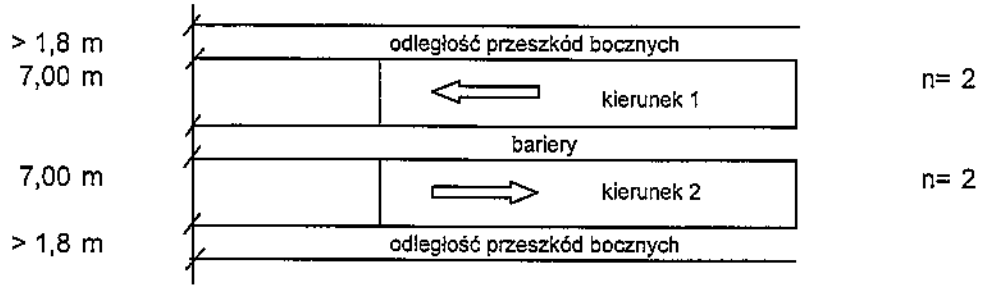 > 1,8 m odległość przeszkód bocznych
7,00 m kierunek 1 n= 2
bariery
7,00 m kierunek 2 n= 2
> 1,8 m odległość przeszkód bocznych